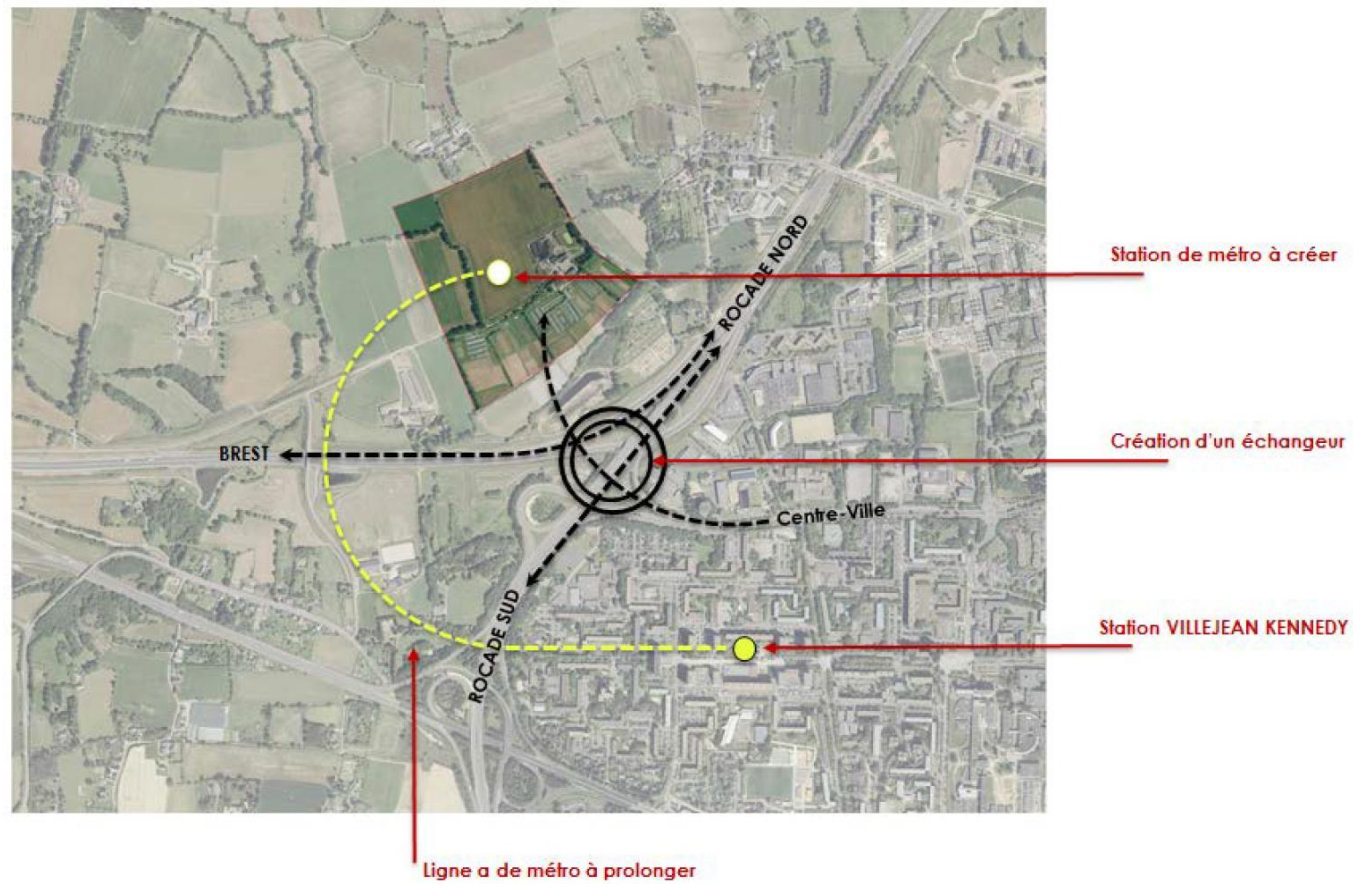 ROCADE NORD
Station de métro à créer
BREST
Création d'un échangeur
Centre-Ville
ROCADE SUD
Station VILLEJEAN KENNEDY
Ligne a de métro à prolonger